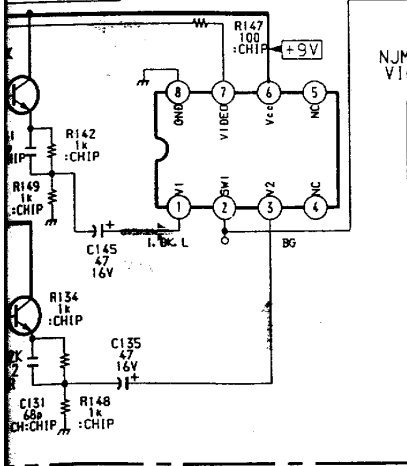 R147
100
:CHIP
+9V
NJM
8
7
6
5
GND
VIDEO
Vcc
NC
R142
1k
:CHIP
R149
1k
:CHIP
V1
SW1
V2
NC
1
2
3
4
C145
47
16V
BG
R134
1k
:CHIP
C135
47
16V
C131
68p
CH:CHIP
R148
1k
:CHIP